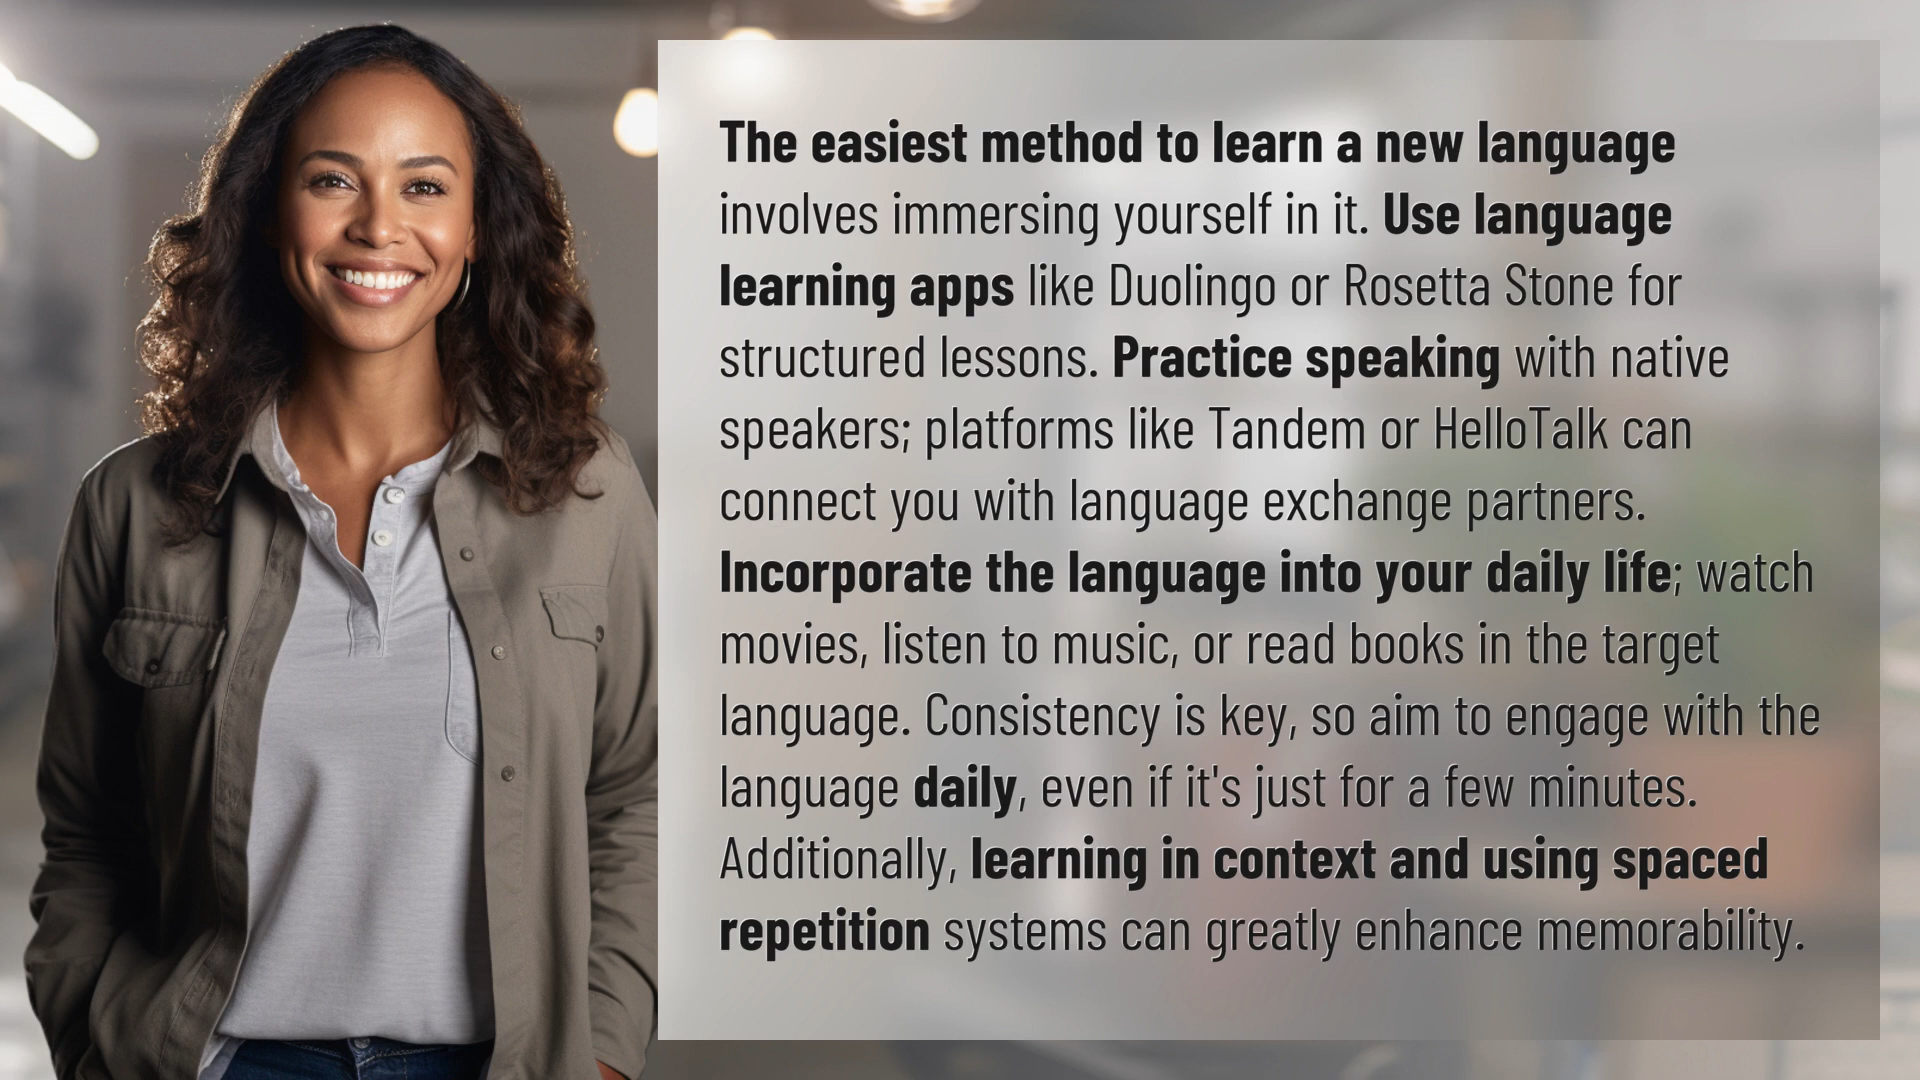 The easiest method to learn a new language
involves immersing yourself in it. Use language
learning apps like Duolingo or Rosetta Stone for
structured lessons. Practice speaking with native
speakers; platforms like Tandem or HelloTalk can
connect you with language exchange partners.
Incorporate the language into your daily life; watch
movies, listen to music, or read books in the target
language. Consistency is key, so aim to engage with the
language daily, even if it's just for a few minutes.
Additionally, learning in context and using spaced
repetition systems can greatly enhance memorability.